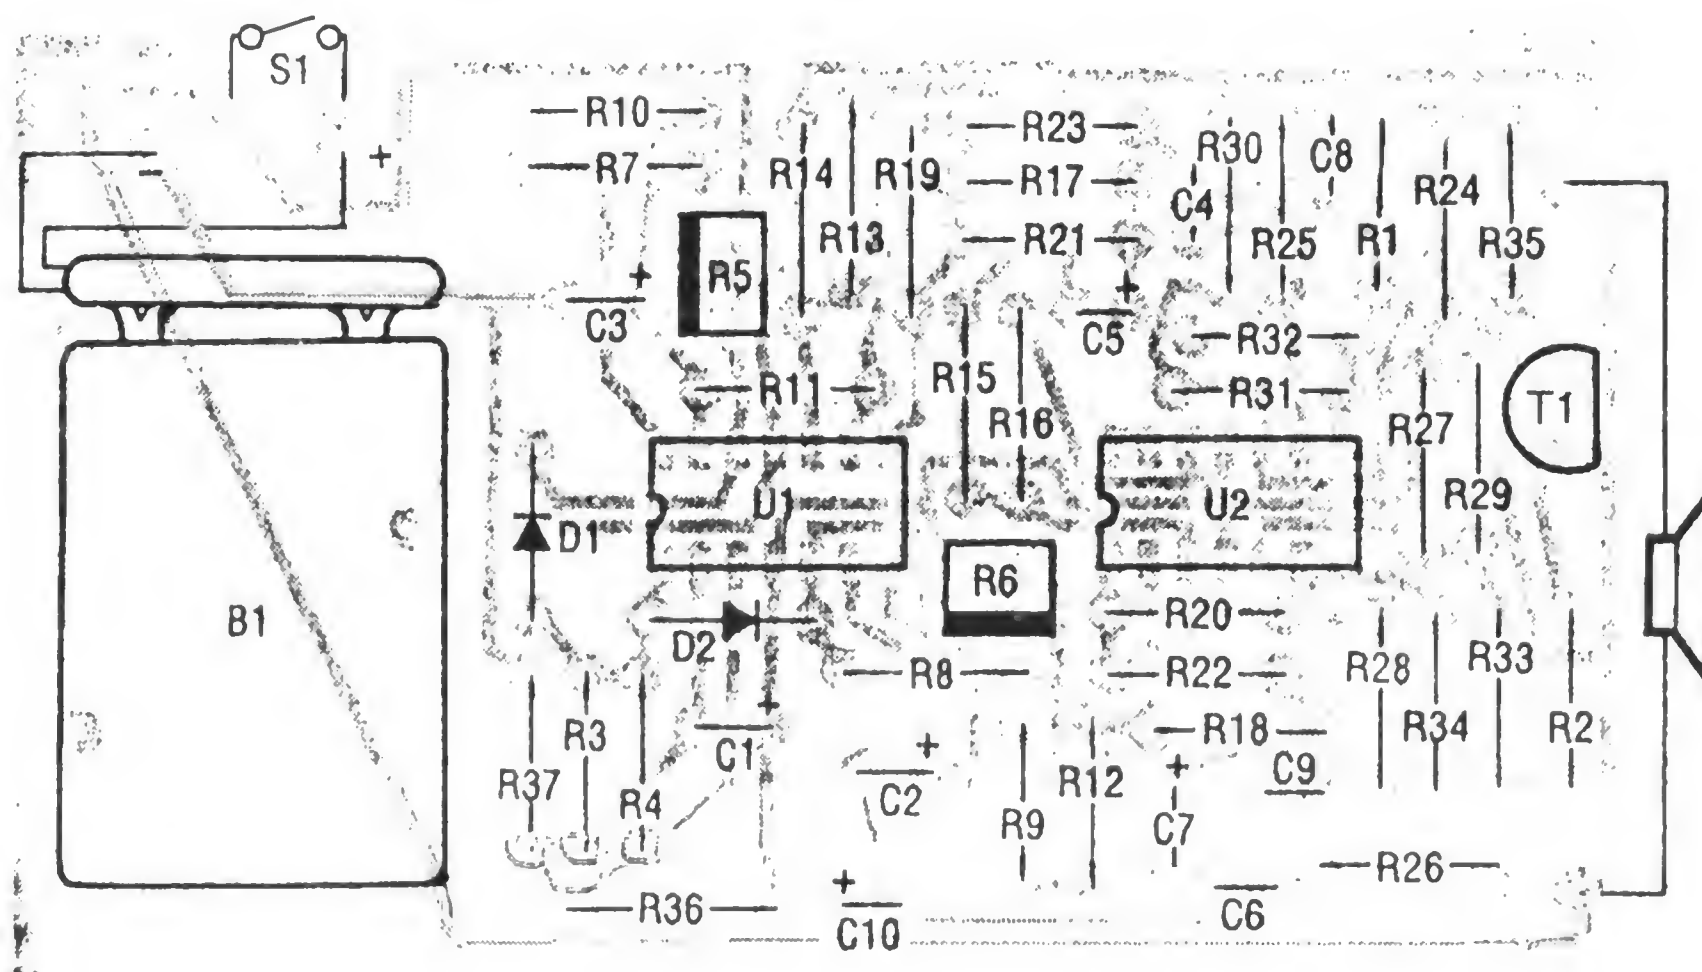 S1
R10
R23
R30
C8
R7
R14
R19
R17
R24
C4
+
R13
R21
R25
R1
R35
R5
+
+
C3
C5
R32
R11
R15
R31
R16
R27
T1
U1
U2
R29
D1
R6
B1
D2
R20
R8
R22
R28
R33
+
R3
C1
+
R18
R34
R2
R37
R4
C2
R12
+
C9
R9
C7
R26
+
R36
C10
C6